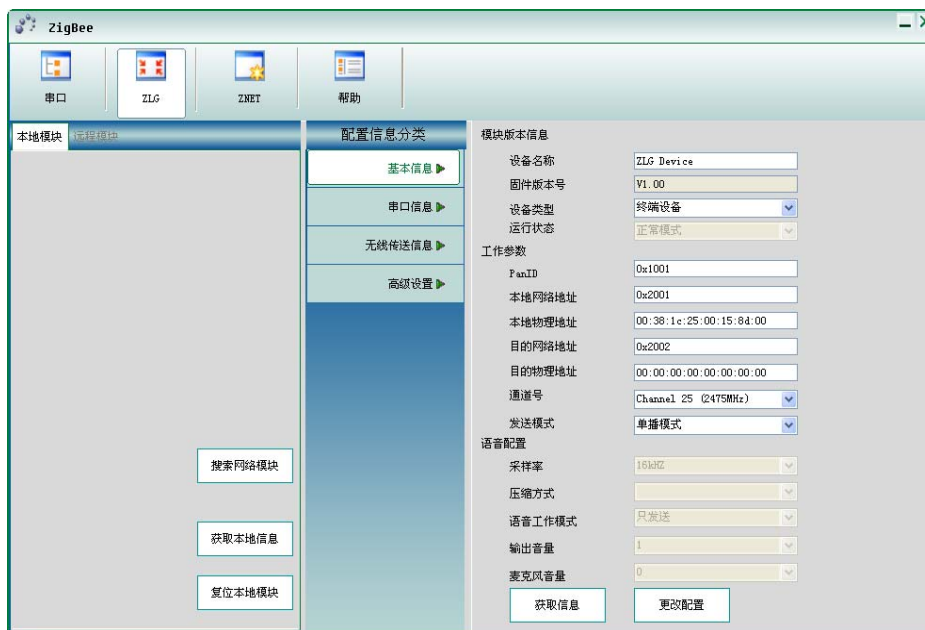 ZigBee
串口
ZLG
ZNET
帮助
本地模块 远程模块
搜索网络模块
获取本地信息
复位本地模块
配置信息分类
基本信息
串口信息
无线传送信息
高级设置
模块版本信息
设备名称 ZLG Device
固件版本号 V1.00
设备类型 终端设备
运行状态 正常模式
工作参数
PanID 0x1001
本地网络地址 0x2001
本地物理地址 00:38:1c:25:00:15:8d:00
目的网络地址 0x2002
目的物理地址 00:00:00:00:00:00:00:00
通道号 Channel 25 (2475MHz)
发送模式 单播模式
语音配置
采样率 16kHZ
压缩方式
语音工作模式 只发送
输出音量 1
麦克风音量 0
获取信息 更改配置